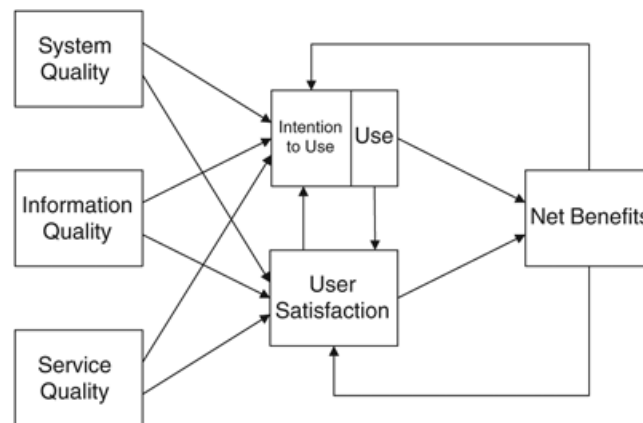 System
Quality
Intention
to Use
Use
Information
Quality
Net Benefits
User
Satisfaction
Service
Quality